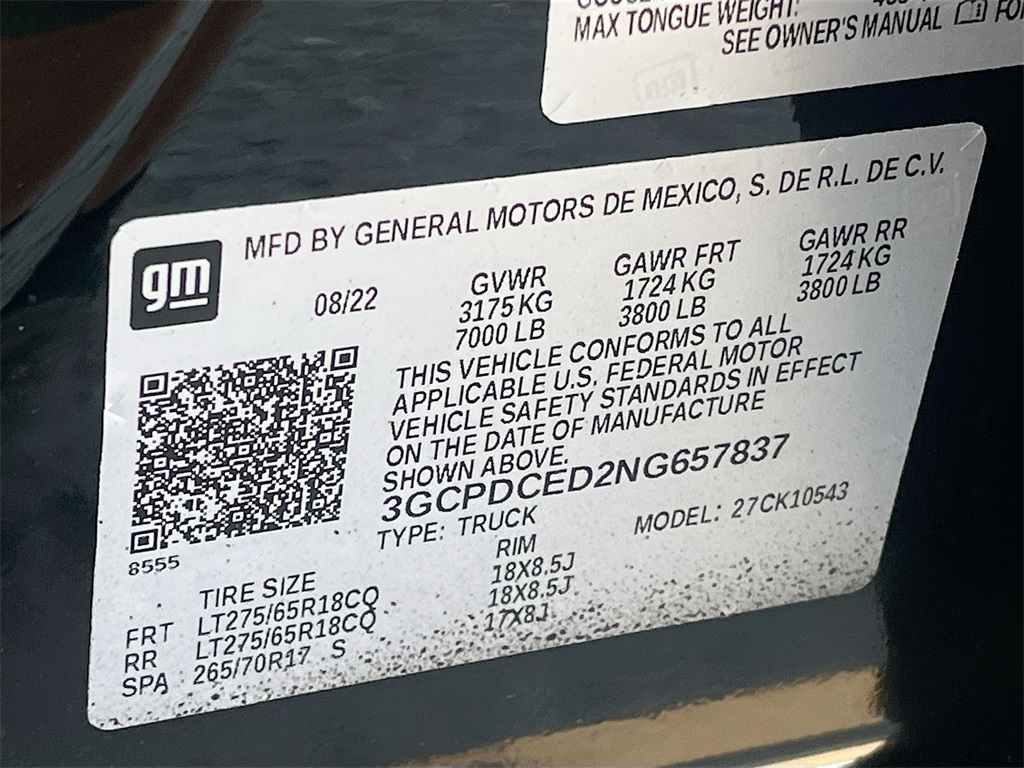 MAX TONGUE WEIGHT:
SEE OWNER'S MANUAL
gm
MFD BY GENERAL MOTORS DE MEXICO, S. DE R.L. DE C.V.
08/22 GVWR GAWR FRT GAWR RR
3175 KG 1724 KG 1724 KG
7000 LB 3800 LB 3800 LB
THIS VEHICLE CONFORMS TO ALL
APPLICABLE U.S. FEDERAL MOTOR
VEHICLE SAFETY STANDARDS IN EFFECT
ON THE DATE OF MANUFACTURE
SHOWN ABOVE.
3GCPDCED2NG657837
TYPE: TRUCK MODEL: 27CK10543
8555
TIRE SIZE RIM
FRT LT275/65R18CQ 18X8.5J
RR LT275/65R18CQ 18X8.5J
SPA 265/70R17 S 17X8J